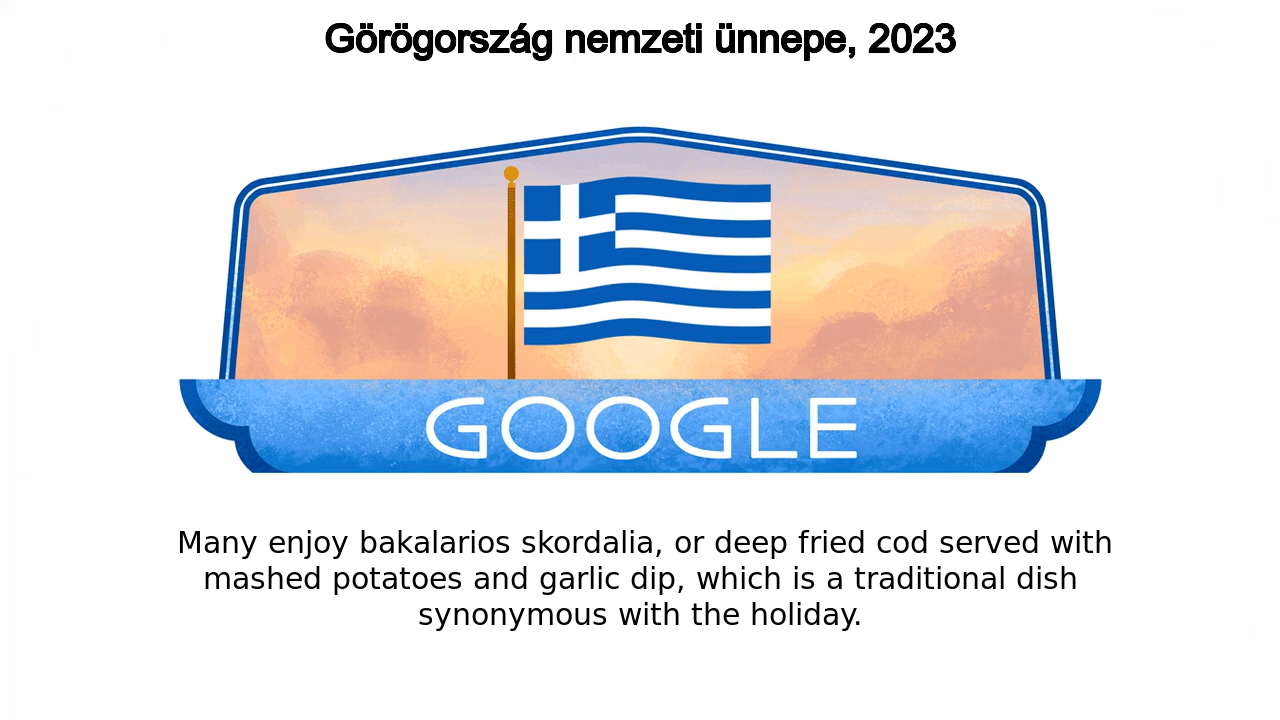 Görögország nemzeti ünnepe, 2023
GOOGLE
Many enjoy bakalarios skordalia, or deep fried cod served with
mashed potatoes and garlic dip, which is a traditional dish
synonymous with the holiday.